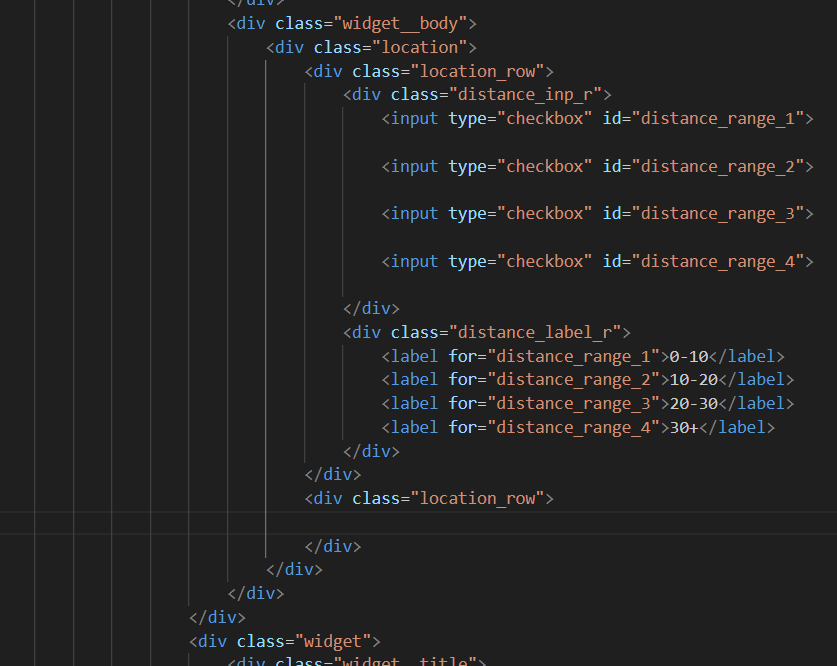 </div>
<div class="widget__body">
<div class="location">
<div class="location_row">
<div class="distance_inp_r">
<input type="checkbox" id="distance_range_1">
<input type="checkbox" id="distance_range_2">
<input type="checkbox" id="distance_range_3">
<input type="checkbox" id="distance_range_4">
</div>
<div class="distance_label_r">
<label for="distance_range_1">0-10</label>
<label for="distance_range_2">10-20</label>
<label for="distance_range_3">20-30</label>
<label for="distance_range_4">30+</label>
</div>
</div>
<div class="location_row">
</div>
</div>
</div>
</div>
<div class="widget">
<div class="widget__title">